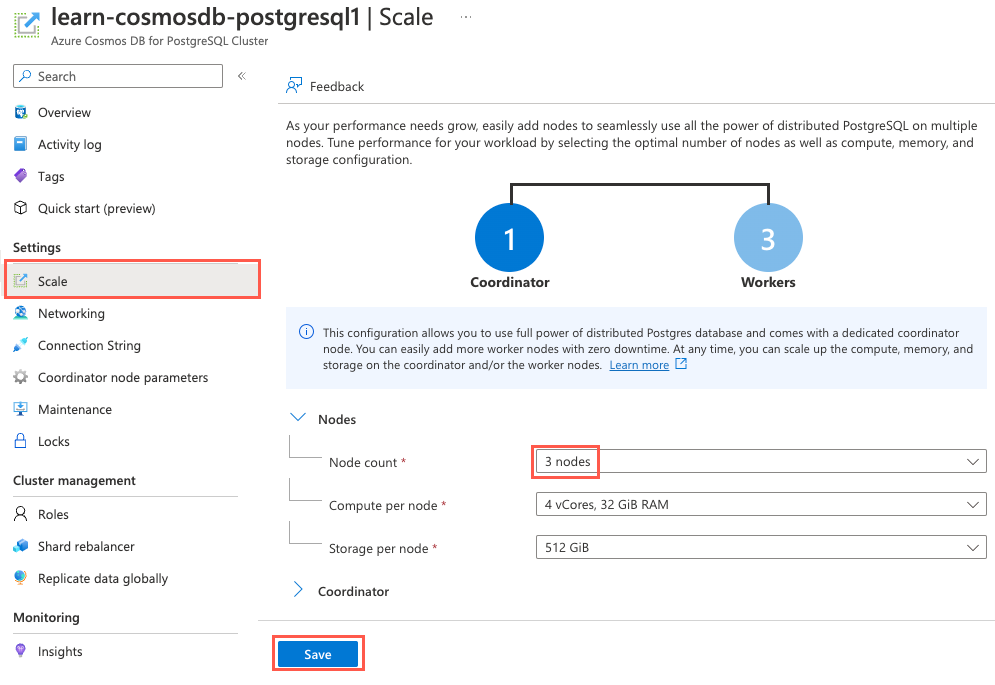 learn-cosmosdb-postgresql1 | Scale ...
Azure Cosmos DB for PostgreSQL Cluster
Search
«
Overview
Activity log
Tags
Quick start (preview)
Settings
Scale
Networking
Connection String
Coordinator node parameters
Maintenance
Locks
Cluster management
Roles
Shard rebalancer
Replicate data globally
Monitoring
Insights
Feedback
As your performance needs grow, easily add nodes to seamlessly use all the power of distributed PostgreSQL on multiple
nodes. Tune performance for your workload by selecting the optimal number of nodes as well as compute, memory, and
storage configuration.
1
3
Coordinator
Workers
This configuration allows you to use full power of distributed Postgres database and comes with a dedicated coordinator
node. You can easily add more worker nodes with zero downtime. At any time, you can scale up the compute, memory, and
storage on the coordinator and/or the worker nodes. Learn more
Nodes
Node count *
3 nodes
Compute per node *
4 vCores, 32 GiB RAM
Storage per node *
512 GiB
Coordinator
Save